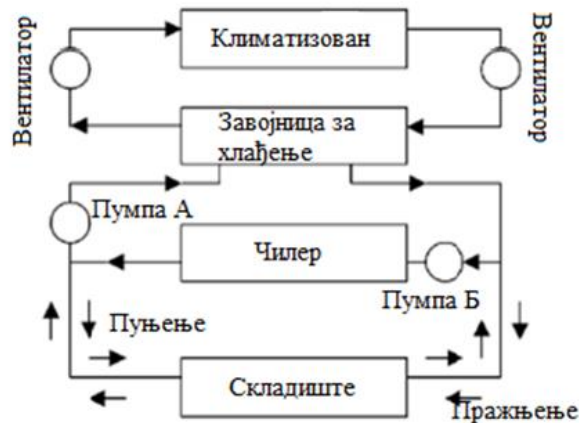 Вентилатор
Климатизован
Вентилатор
Завојница за
хлађење
Пумпа А
Чилер
Пумпа Б
Пуњење
Складиште
Пражњење